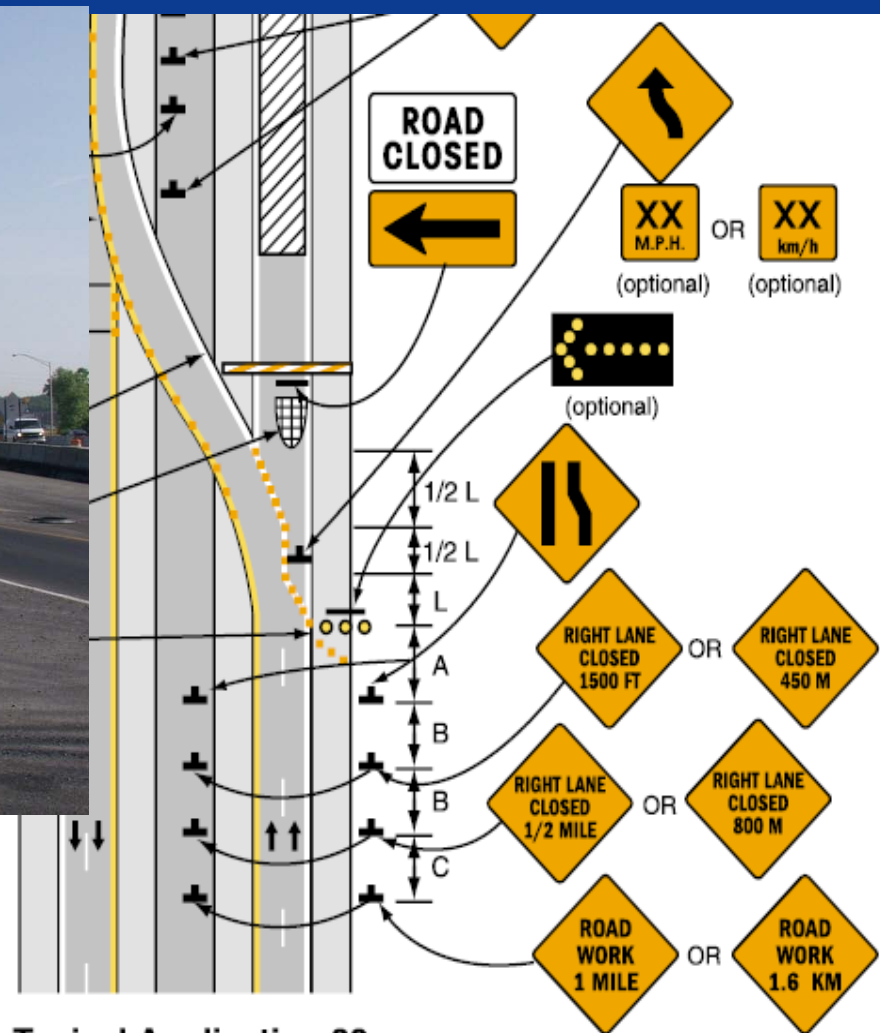 ROAD
CLOSED
XX
M.P.H.
OR
XX
km/h
(optional)
(optional)
(optional)
1/2 L
1/2 L
L
A
B
B
C
RIGHT LANE
CLOSED
1500 FT
OR
RIGHT LANE
CLOSED
450 M
RIGHT LANE
CLOSED
1/2 MILE
OR
RIGHT LANE
CLOSED
800 M
ROAD
WORK
1 MILE
OR
ROAD
WORK
1.6 KM
Typical Application